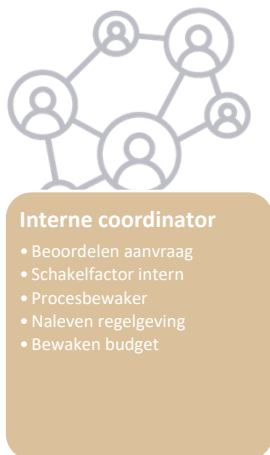 Interne coordinator
• Beoordelen aanvraag
• Schakelfactor intern
• Procesbewaker
• Naleven regelgeving
• Bewaken budget